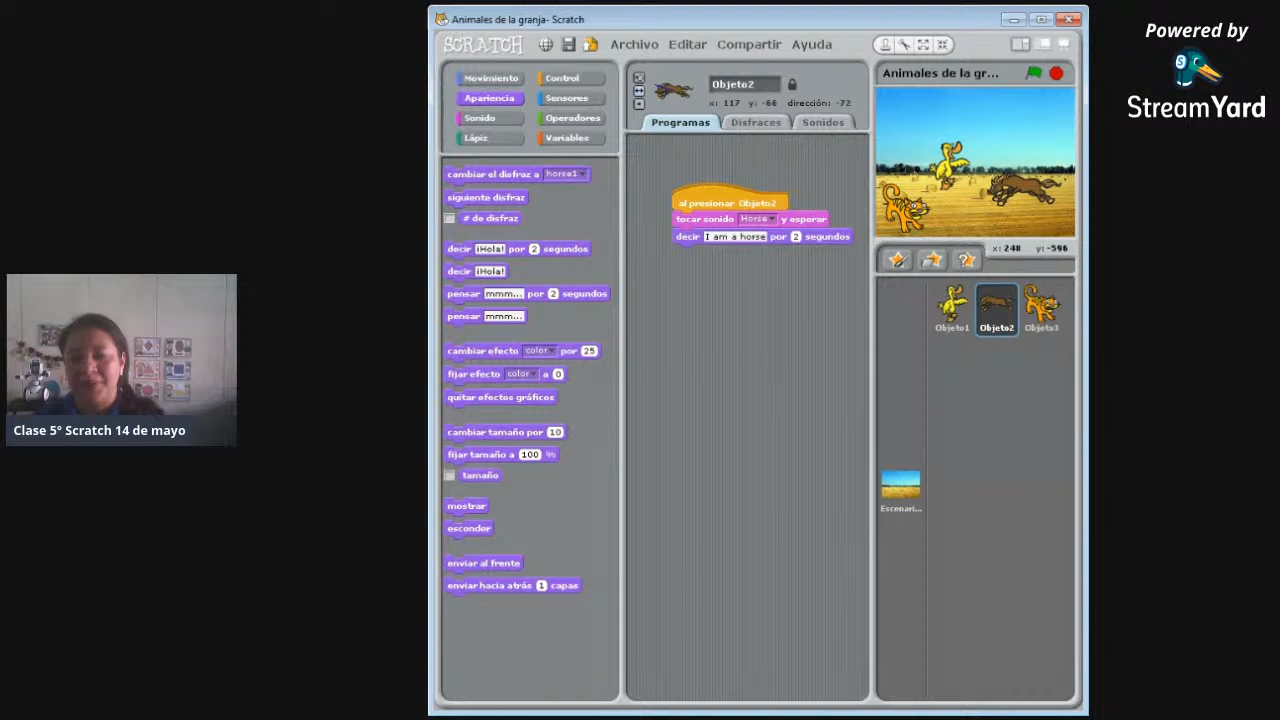 Animales de la granja- Scratch
SCRATCH
Archivo Editar Compartir Ayuda
Movimiento
Control
Apariencia
Sensores
Sonido
Operadores
Lápiz
Variables
cambiar el disfraz a horse1
siguiente disfraz
# de disfraz
decir ¡Hola! por 2 segundos
decir ¡Hola!
pensar mmm... por 2 segundos
pensar mmm...
cambiar efecto color por 25
fijar efecto color a 0
quitar efectos gráficos
cambiar tamaño por 10
fijar tamaño a 100 %
tamaño
mostrar
esconder
enviar al frente
enviar hacia atrás 1 capas
Objeto2
x: 117 y: -66 dirección: -72
Programas Disfraces Sonidos
al presionar Objeto2
tocar sonido Horse y esperar
decir I am a horse por 2 segundos
Animales de la gr...
x: 248 y: -596
Objeto1 Objeto2 Objeto3
Escenari...
Clase 5° Scratch 14 de mayo
Powered by
StreamYard